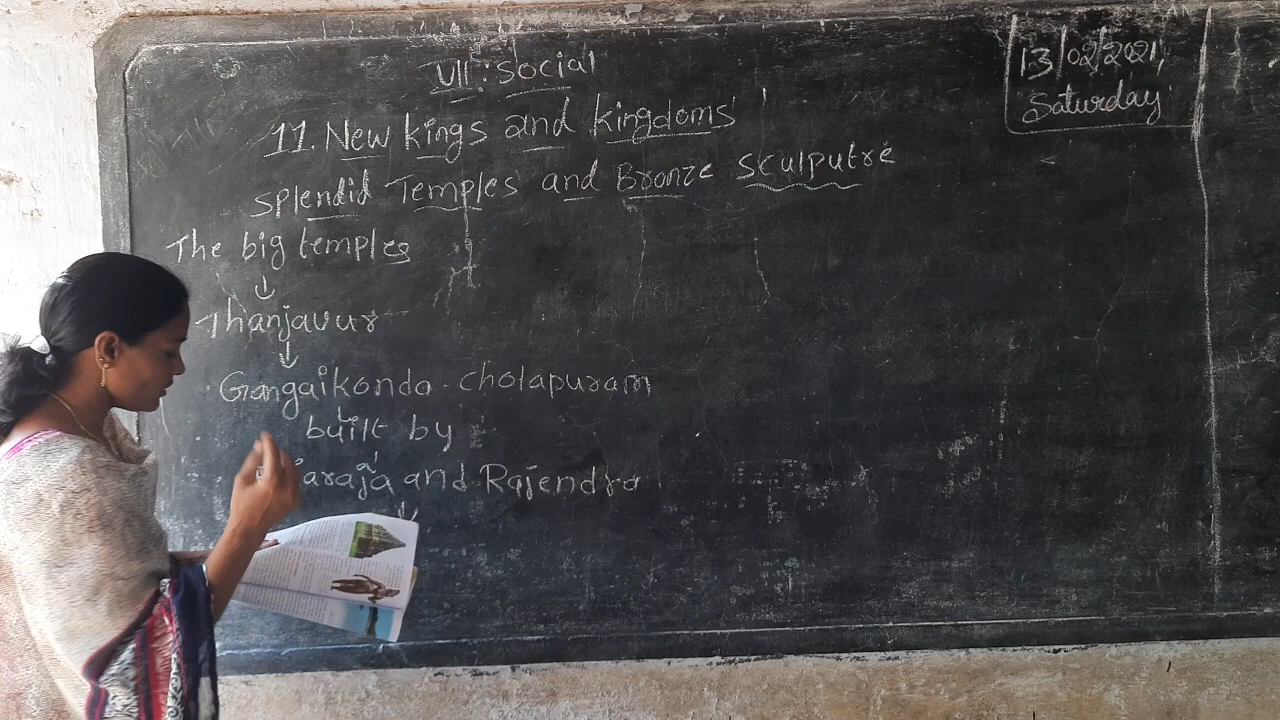 VII : Social
13/02/2021,
Saturday
11. New kings and kingdoms
Splendid Temples and Bronze Sculputre
The big temples
↓
Thanjavur
↓
Gangaikonda - cholapuram
built by
and Rajendra